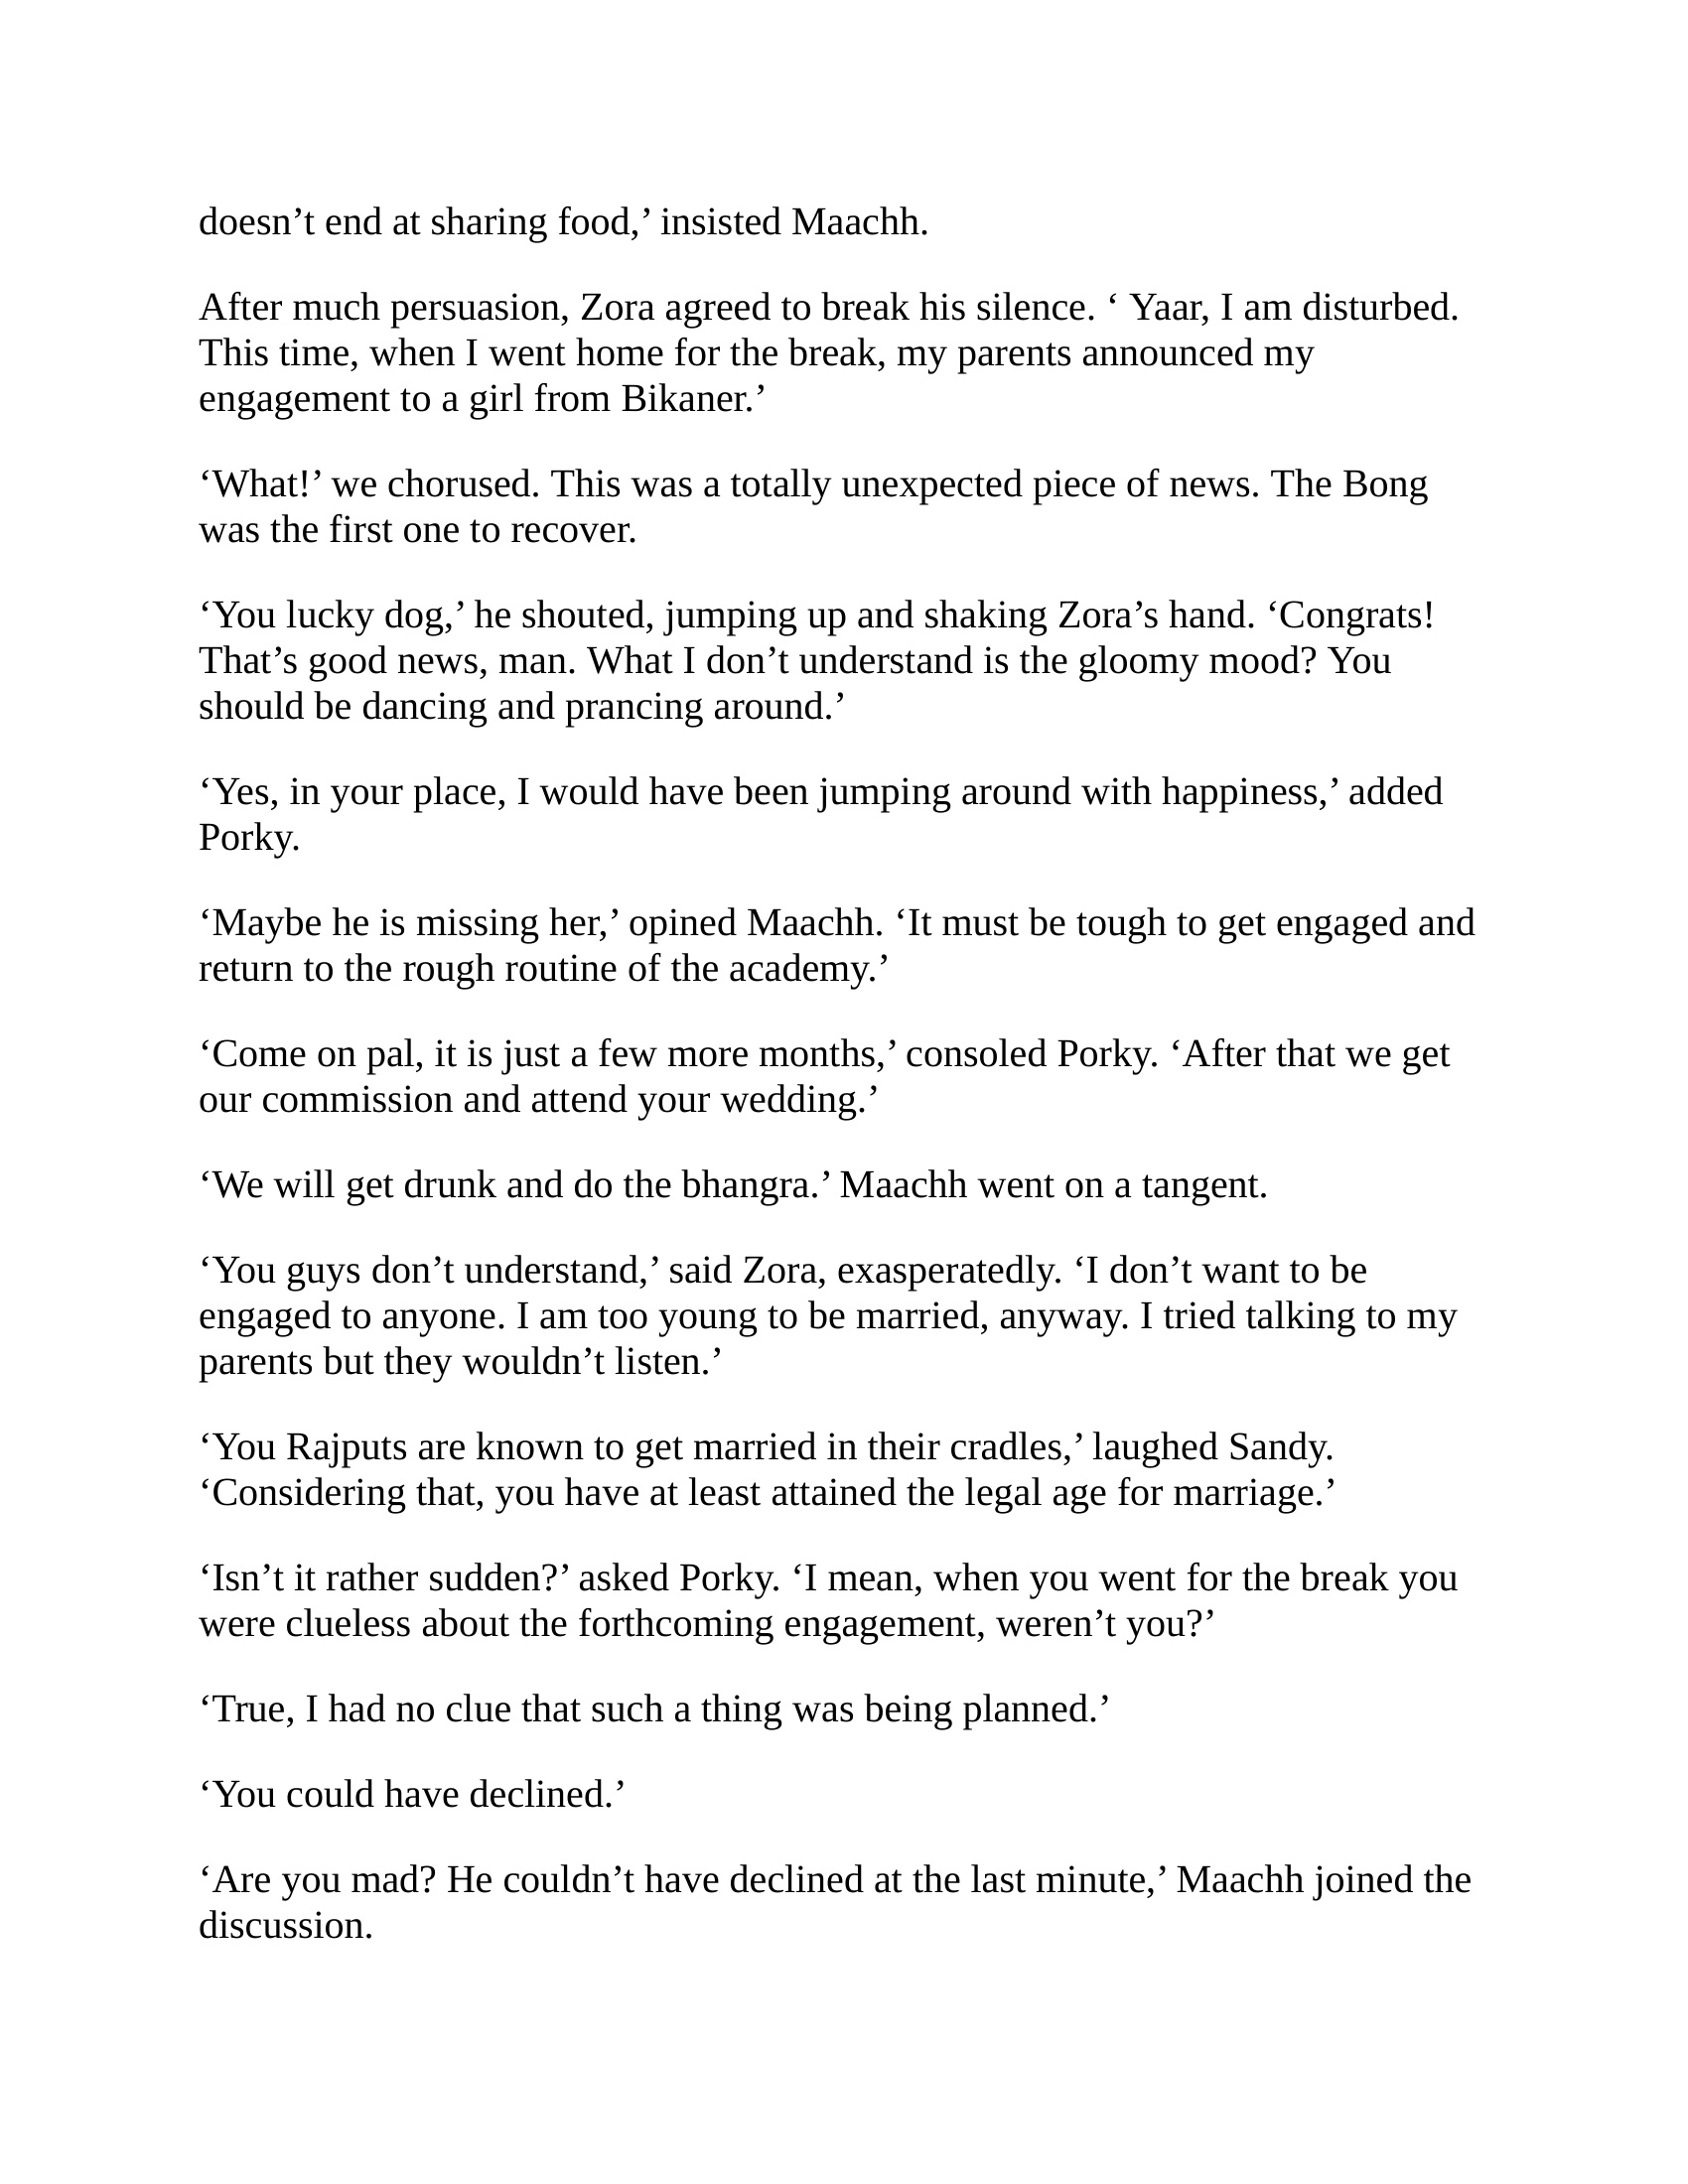 doesn’t end at sharing food,’ insisted Maachh.
After much persuasion, Zora agreed to break his silence. ‘ Yaar, I am disturbed.
This time, when I went home for the break, my parents announced my
engagement to a girl from Bikaner.’
‘What!’ we chorused. This was a totally unexpected piece of news. The Bong
was the first one to recover.
‘You lucky dog,’ he shouted, jumping up and shaking Zora’s hand. ‘Congrats!
That’s good news, man. What I don’t understand is the gloomy mood? You
should be dancing and prancing around.’
‘Yes, in your place, I would have been jumping around with happiness,’ added
Porky.
‘Maybe he is missing her,’ opined Maachh. ‘It must be tough to get engaged and
return to the rough routine of the academy.’
‘Come on pal, it is just a few more months,’ consoled Porky. ‘After that we get
our commission and attend your wedding.’
‘We will get drunk and do the bhangra.’ Maachh went on a tangent.
‘You guys don’t understand,’ said Zora, exasperatedly. ‘I don’t want to be
engaged to anyone. I am too young to be married, anyway. I tried talking to my
parents but they wouldn’t listen.’
‘You Rajputs are known to get married in their cradles,’ laughed Sandy.
‘Considering that, you have at least attained the legal age for marriage.’
‘Isn’t it rather sudden?’ asked Porky. ‘I mean, when you went for the break you
were clueless about the forthcoming engagement, weren’t you?’
‘True, I had no clue that such a thing was being planned.’
‘You could have declined.’
‘Are you mad? He couldn’t have declined at the last minute,’ Maachh joined the
discussion.